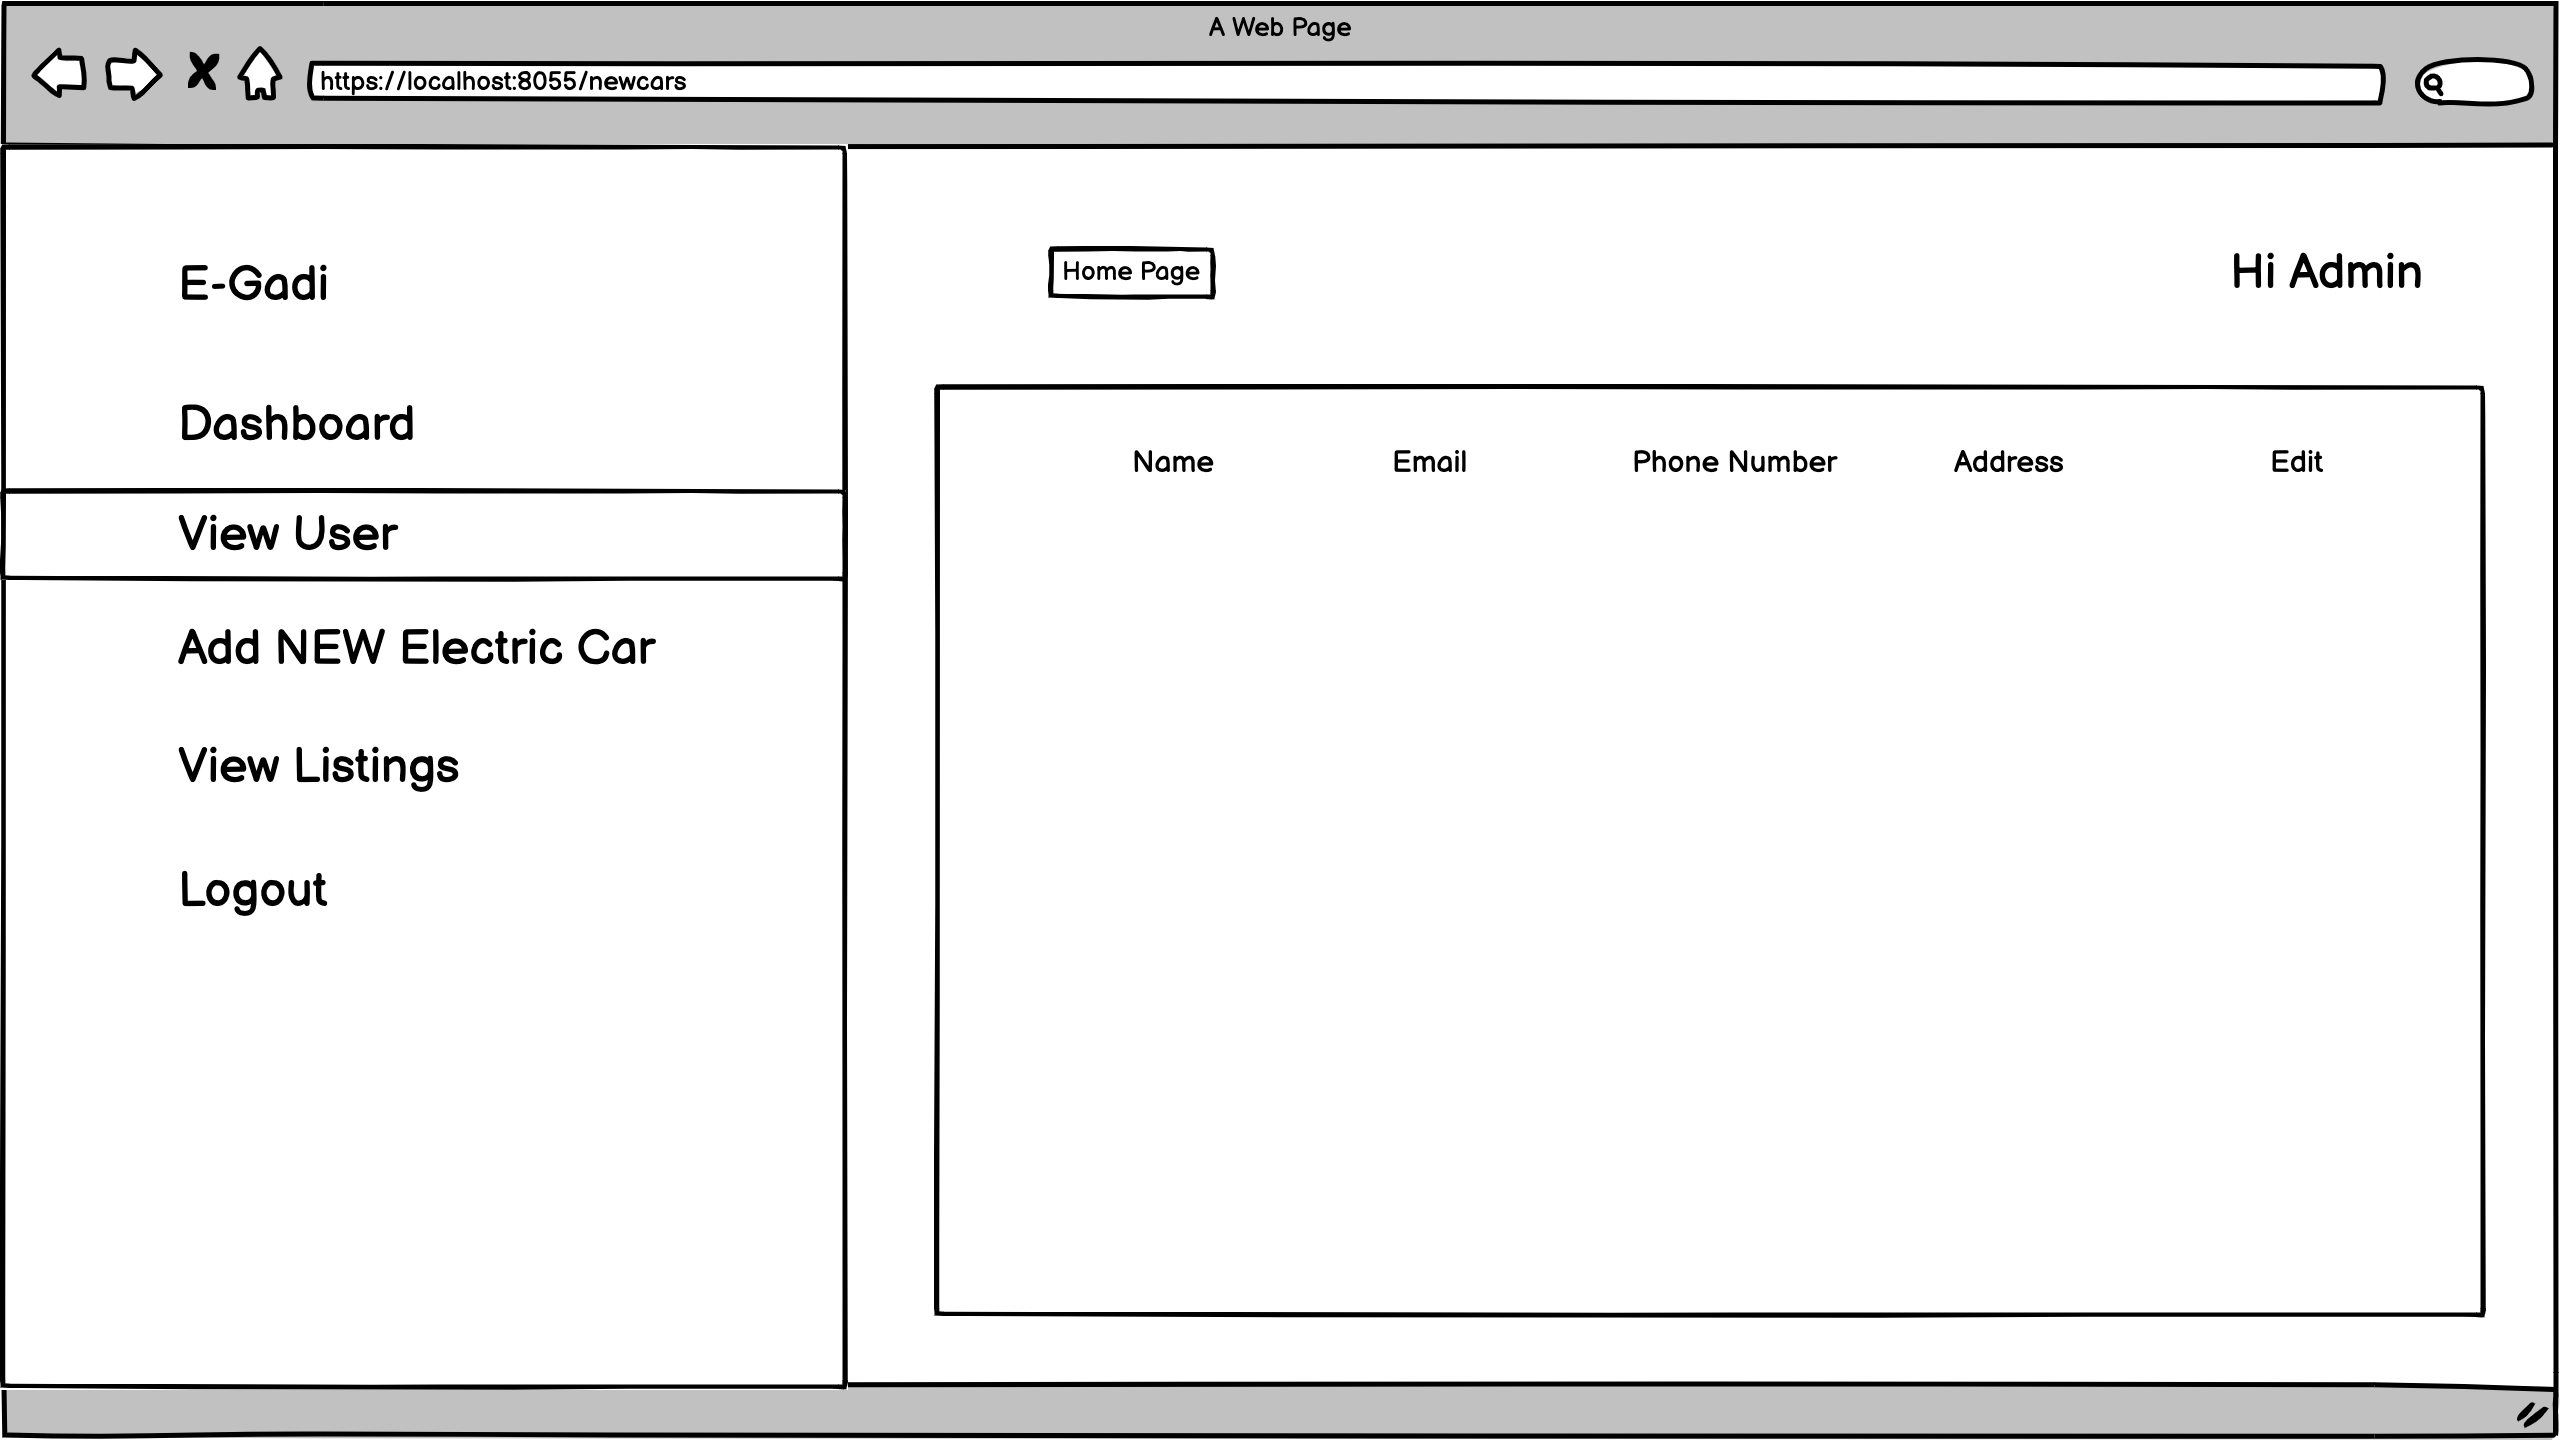 A Web Page
https://localhost:8055/newcars
E-Gadi
Dashboard
View User
Add NEW Electric Car
View Listings
Logout
Home Page
Hi Admin
Name Email Phone Number Address Edit